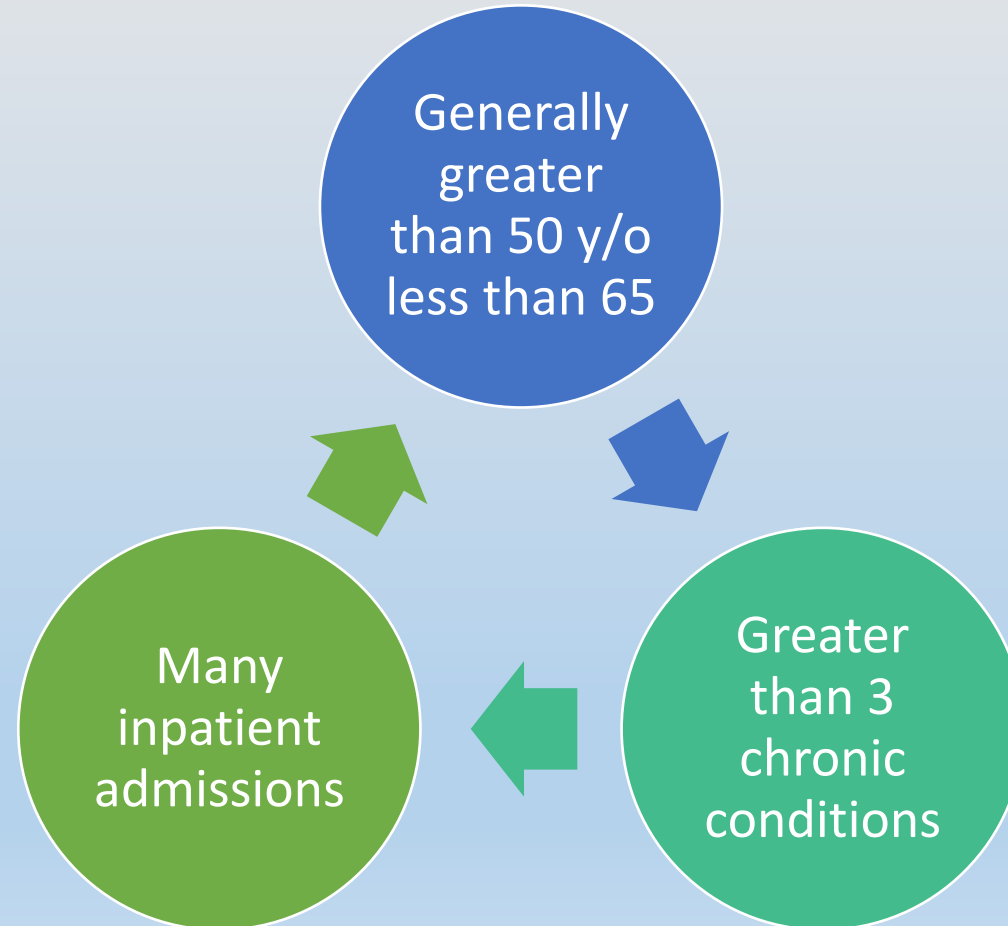 Generally
greater
than 50 y/o
less than 65
Greater
than 3
chronic
conditions
Many
inpatient
admissions